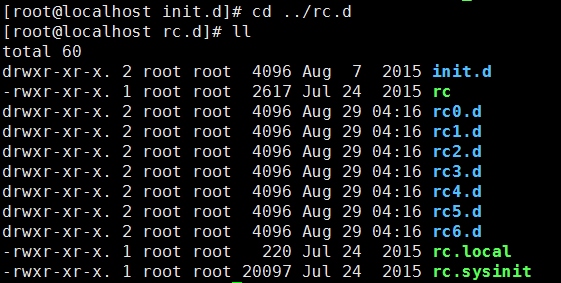 [root@localhost init.d]# cd ../rc.d
[root@localhost rc.d]# ll
total 60
drwxr-xr-x. 2 root root  4096 Aug  7  2015 init.d
-rwxr-xr-x. 1 root root  2617 Jul 24  2015 rc
drwxr-xr-x. 2 root root  4096 Aug 29 04:16 rc0.d
drwxr-xr-x. 2 root root  4096 Aug 29 04:16 rc1.d
drwxr-xr-x. 2 root root  4096 Aug 29 04:16 rc2.d
drwxr-xr-x. 2 root root  4096 Aug 29 04:16 rc3.d
drwxr-xr-x. 2 root root  4096 Aug 29 04:16 rc4.d
drwxr-xr-x. 2 root root  4096 Aug 29 04:16 rc5.d
drwxr-xr-x. 2 root root  4096 Aug 29 04:16 rc6.d
-rwxr-xr-x. 1 root root   220 Jul 24  2015 rc.local
-rwxr-xr-x. 1 root root 20097 Jul 24  2015 rc.sysinit